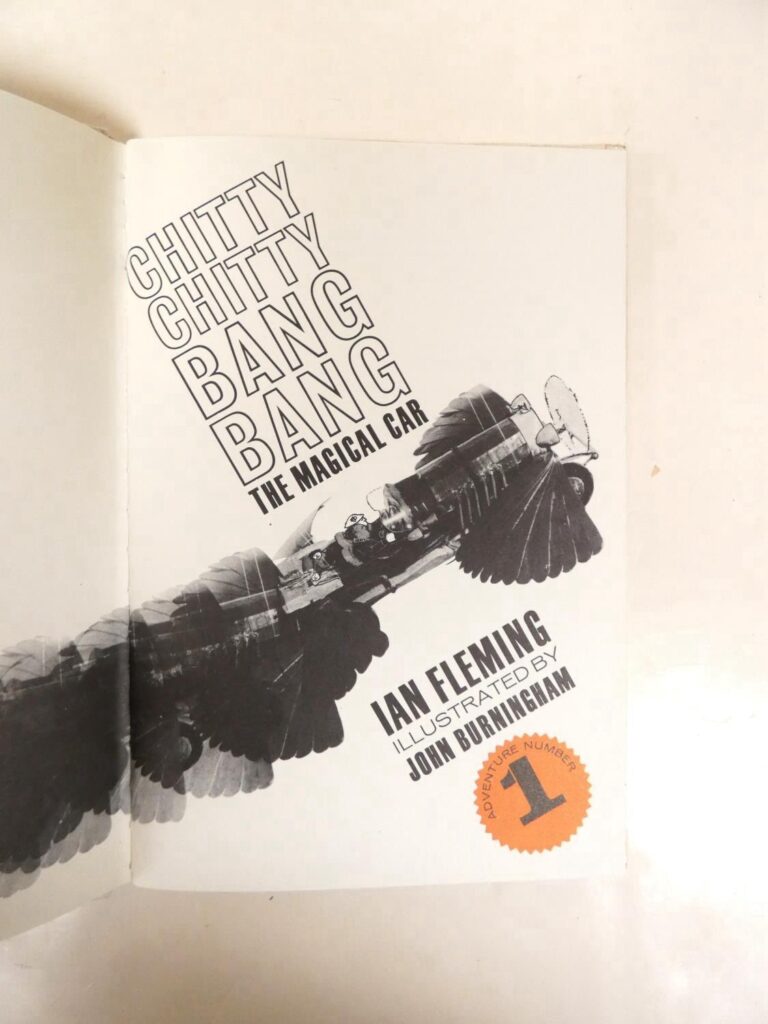 CHITTY
CHITTY
BANG
BANG
THE MAGICAL CAR
IAN FLEMING
ILLUSTRATED BY
JOHN BURNINGHAM
ADVENTURE NUMBER
1